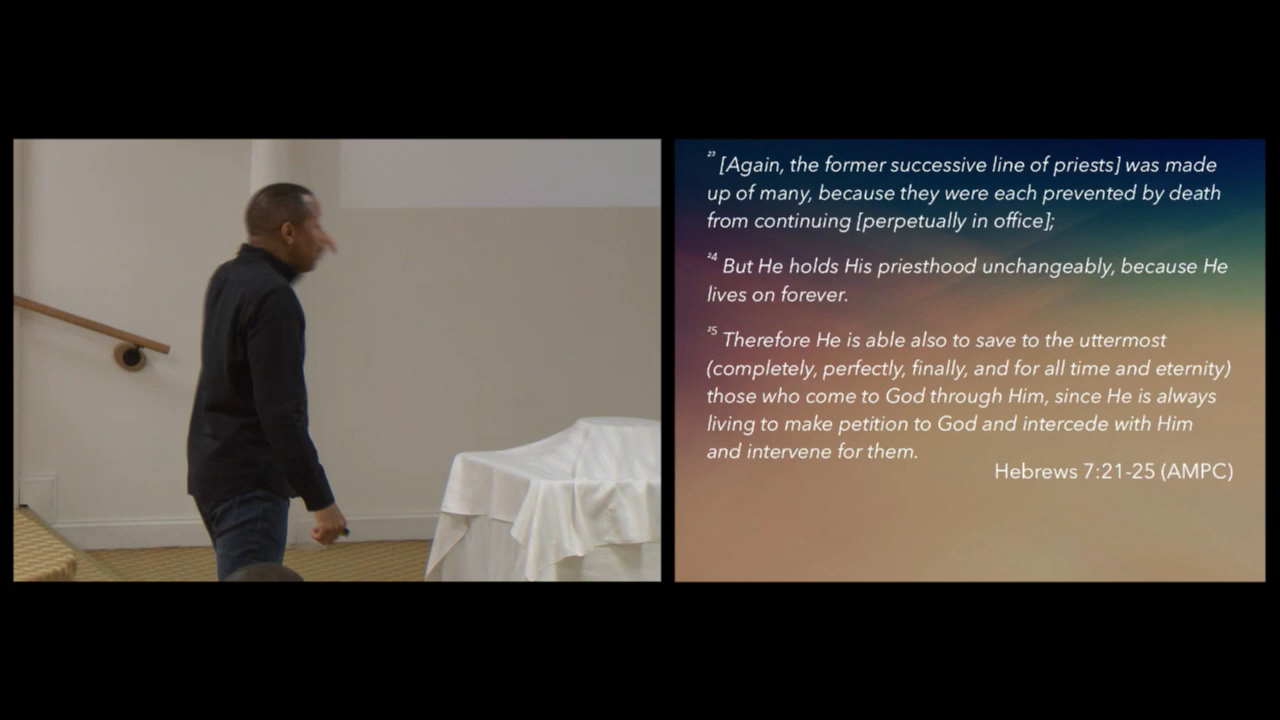 23 [Again, the former successive line of priests] was made
up of many, because they were each prevented by death
from continuing [perpetually in office];
24 But He holds His priesthood unchangeably, because He
lives on forever.
25 Therefore He is able also to save to the uttermost
(completely, perfectly, finally, and for all time and eternity)
those who come to God through Him, since He is always
living to make petition to God and intercede with Him
and intervene for them.
Hebrews 7:21-25 (AMPC)